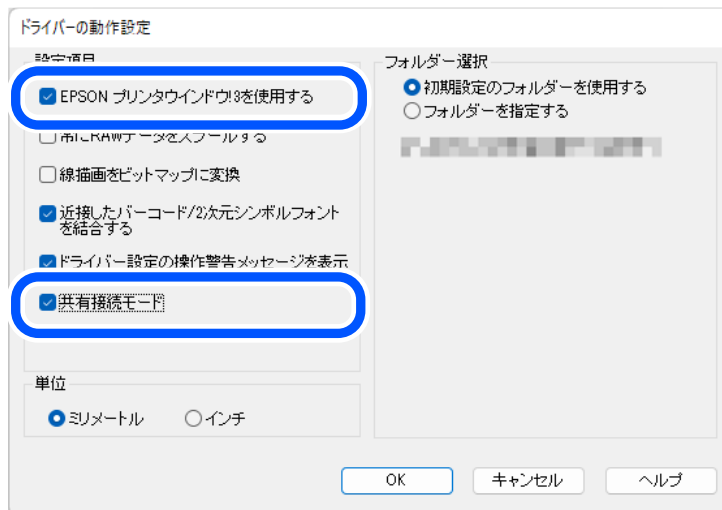 ドライバーの動作設定
設定項目
EPSON プリンタウインドウ!3を使用する
常にRAWデータをスプールする
線描画をビットマップに変換
近接したバーコード/2次元シンボルフォント
を結合する
ドライバー設定の操作警告メッセージを表示
共有接続モード
単位
ミリメートル
インチ
フォルダー選択
初期設定のフォルダーを使用する
フォルダーを指定する
OK
キャンセル
ヘルプ